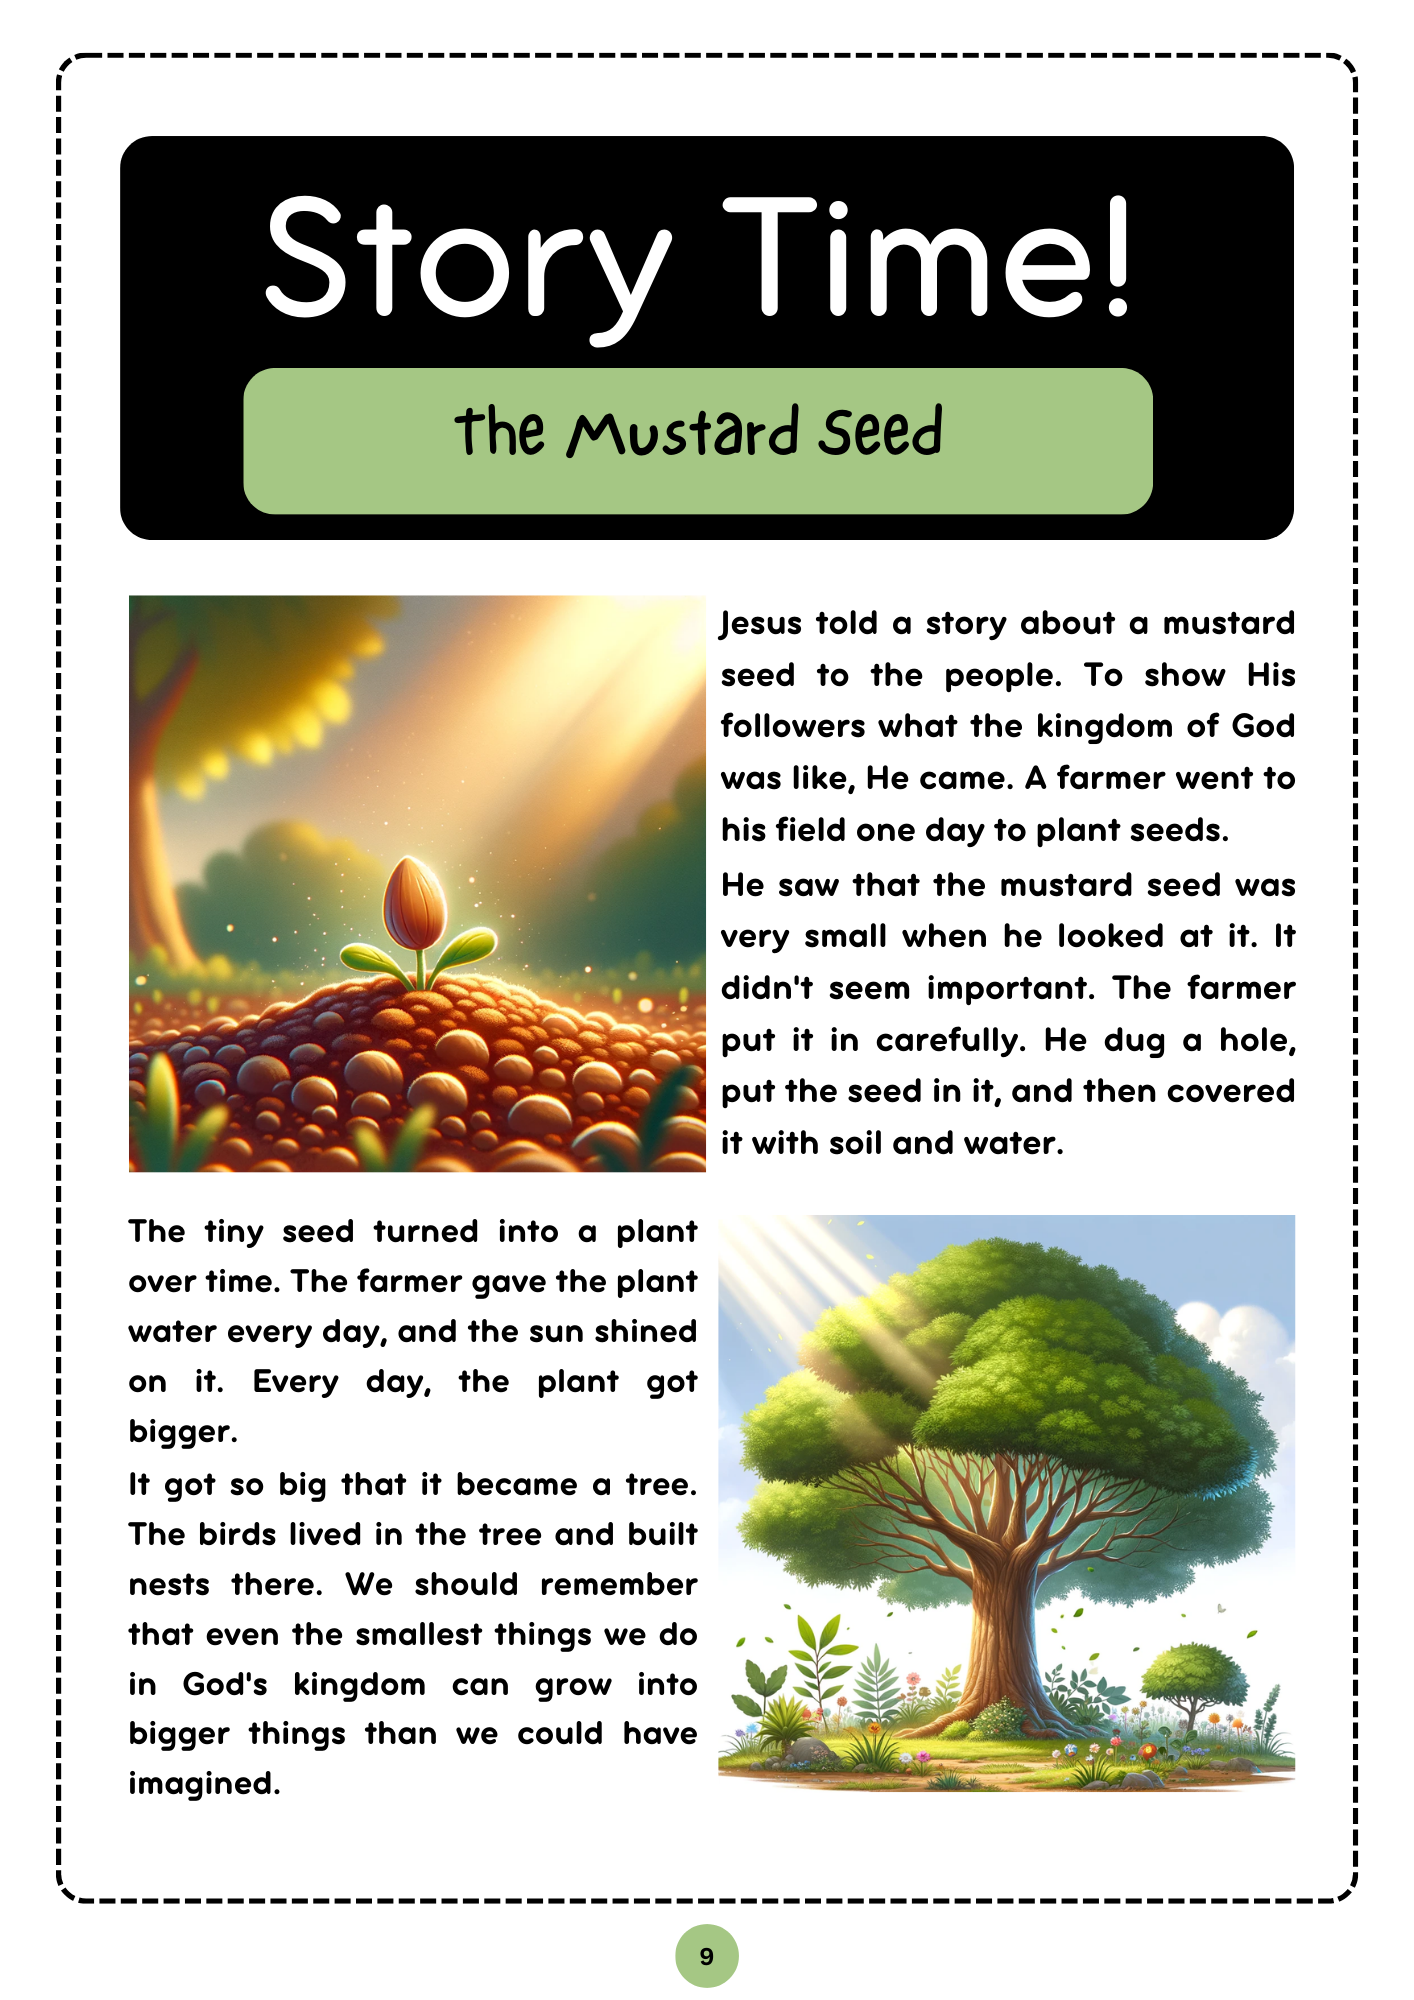 Story Time!
The Mustard Seed
Jesus told a story about a mustard
seed to the people. To show His
followers what the kingdom of God
was like, He came. A farmer went to
his field one day to plant seeds.
He saw that the mustard seed was
very small when he looked at it. It
didn't seem important. The farmer
put it in carefully. He dug a hole,
put the seed in it, and then covered
it with soil and water.
The tiny seed turned into a plant
over time. The farmer gave the plant
water every day, and the sun shined
on it. Every day, the plant got
bigger.
It got so big that it became a tree.
The birds lived in the tree and built
nests there. We should remember
that even the smallest things we do
in God's kingdom can grow into
bigger things than we could have
imagined.
9